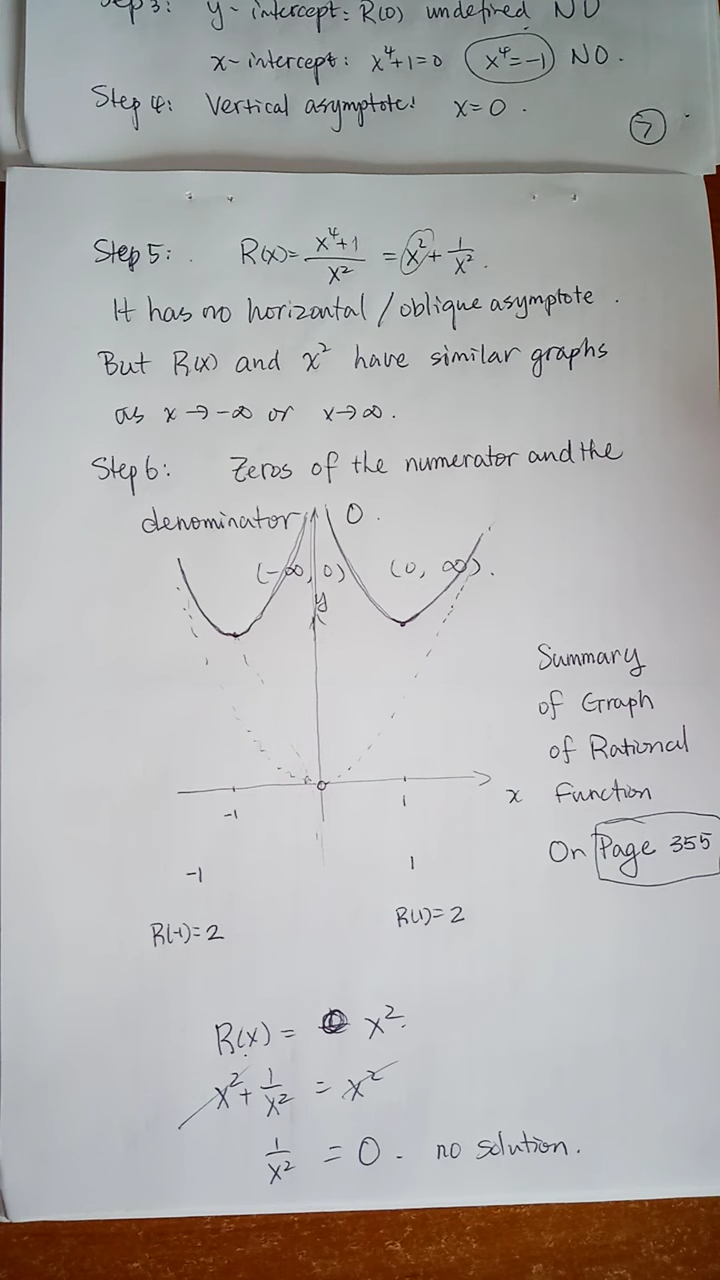 Step 3: y-intercept: R(0) undefined NO
x-intercept: x⁴+1=0 x⁴=-1 NO.
Step 4: Vertical asymptote: x=0.
7
Step 5: R(x)= x⁴+1/x² = x² + 1/x².
It has no horizontal/oblique asymptote.
But R(x) and x² have similar graphs
as x→-∞ or x→∞.
Step 6: Zeros of the numerator and the
denominator 0.
(-∞, 0) (0, ∞).
y
Summary
of Graph
of Rational
x Function
-1 1
On Page 355
-1 1
R(-1)=2 R(1)=2
R(x) = x².
x² + 1/x² = x²
1/x² = 0. no solution.